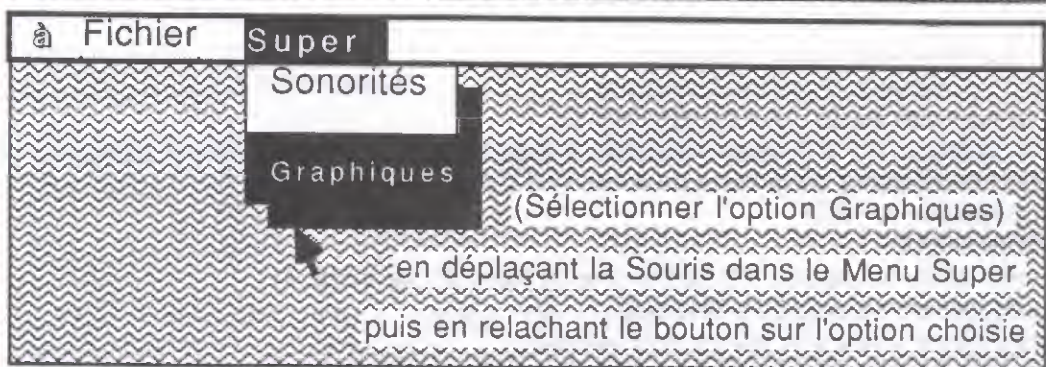 à Fichier Super
Sonorités
Graphiques
(Sélectionner l'option Graphiques)
en déplaçant la Souris dans le Menu Super
puis en relachant le bouton sur l'option choisie